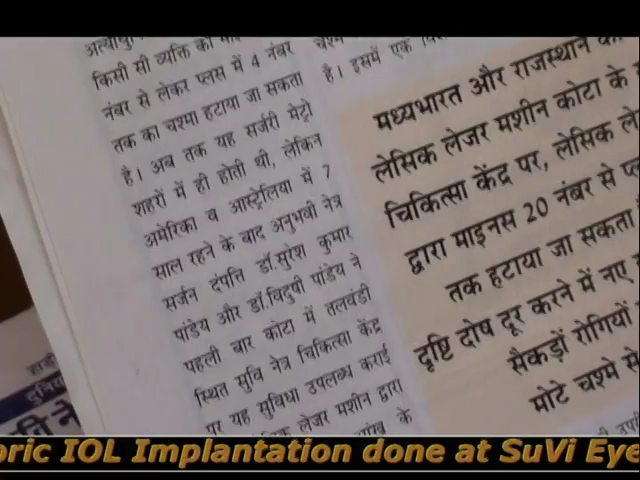 किसी सी व्यक्ति को
नंबर से लेकर प्लस में 4 नंबर
तक का चश्मा हटाया जा सकता
है। अब तक यह सर्जरी मेट्रो
शहरों में ही होती थी, लेकिन
अमेरिका व आस्ट्रेलिया में 7
साल रहने के बाद अनुभवी नेत्र
सर्जन दंपति डॉ.सुरेश कुमार
पांडेय और डॉ.विदुषी पांडेय ने
पहली बार कोटा में तलवंडी
स्थित सुवि नेत्र चिकित्सा केंद्र
पर यह सुविधा उपलब्ध कराई
लेजर मशीन द्वारा
के
है। इसमें एक
मध्यभारत और राजस्थान
लेसिक लेजर मशीन कोटा के
चिकित्सा केंद्र पर, लेसिक
द्वारा माइनस 20 नंबर से
तक हटाया जा सकता
दृष्टि दोष दूर करने में नए
सैकड़ों रोगियों
मोटे चश्मे से
oric IOL Implantation done at SuVi Eye